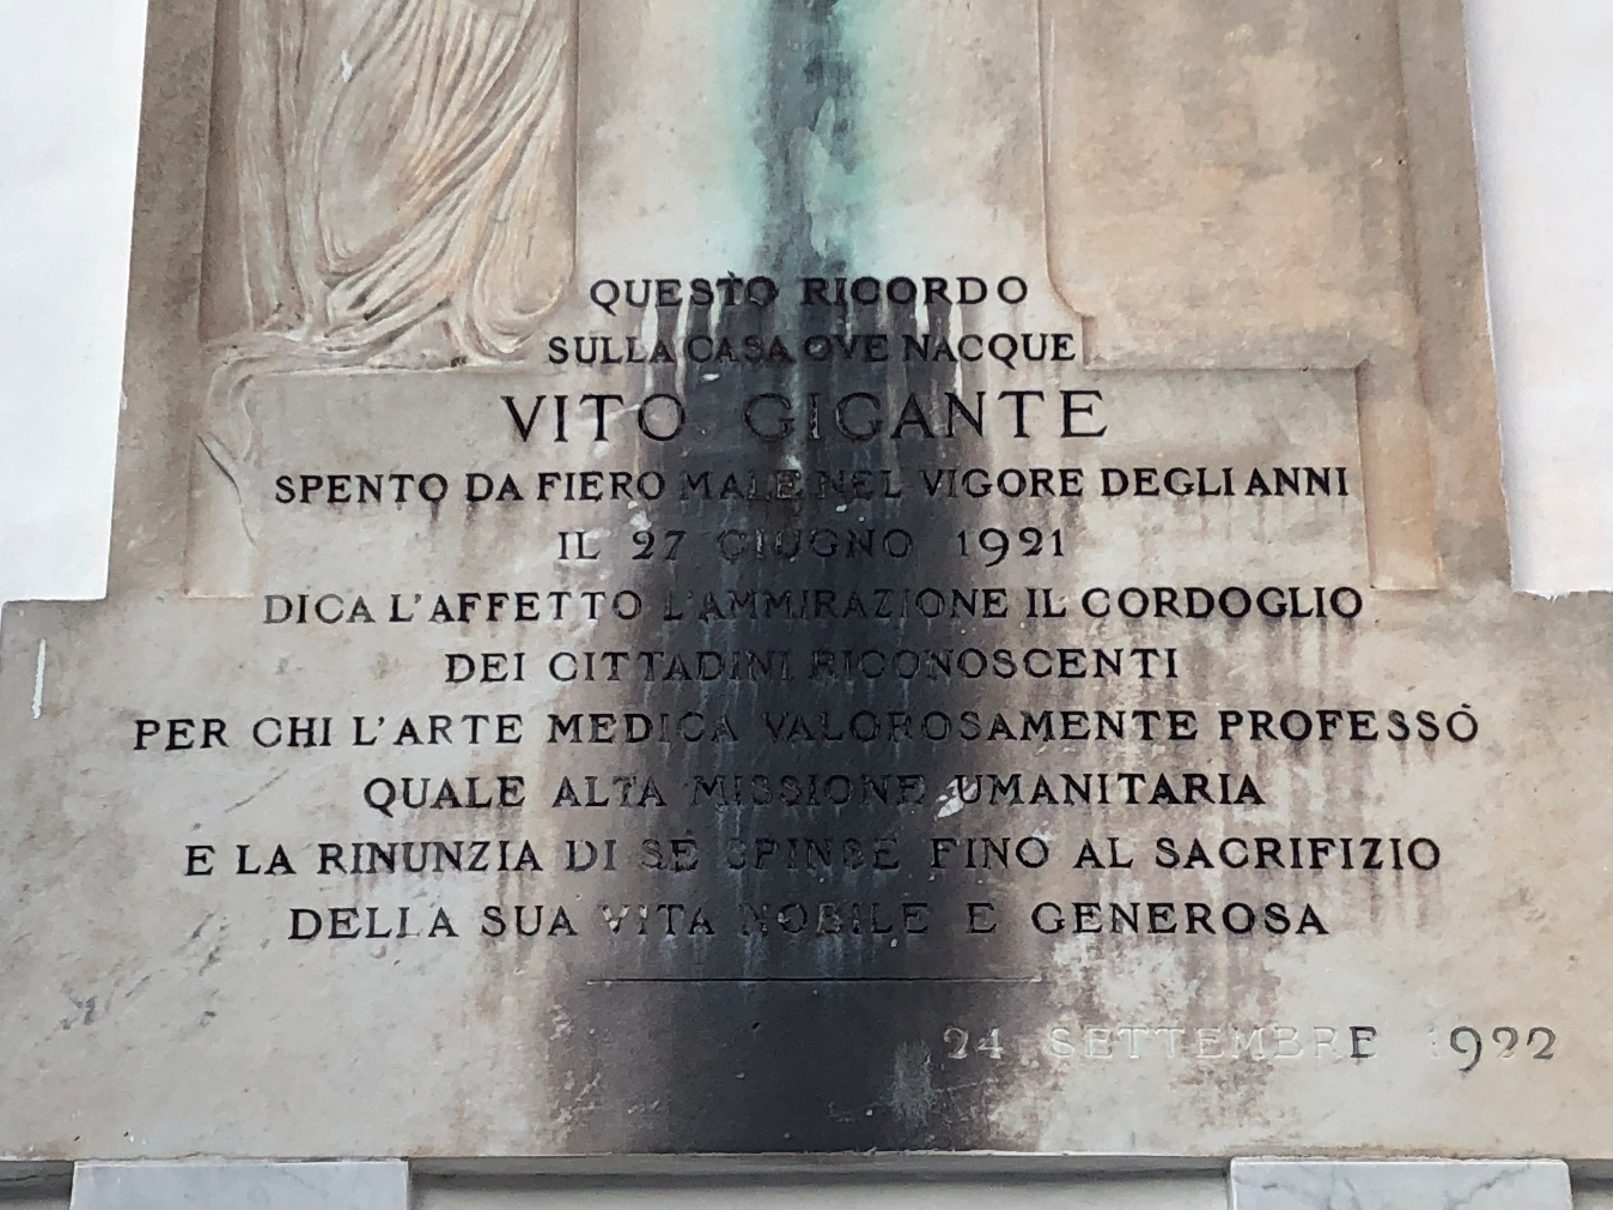 QUESTO RICORDO
SULLA CASA OVE NACQUE
VITO GIGANTE
SPENTO DA FIERO MALE NEL VIGORE DEGLI ANNI
IL 27 GIUGNO 1921
DICA L'AFFETTO L'AMMIRAZIONE IL CORDOGLIO
DEI CITTADINI RICONOSCENTI
PER CHI L'ARTE MEDICA VALOROSAMENTE PROFESSÒ
QUALE ALTA MISSIONE UMANITARIA
E LA RINUNZIA DI SÉ SPINSE FINO AL SACRIFIZIO
DELLA SUA VITA NOBILE E GENEROSA
24 SETTEMBRE 1922